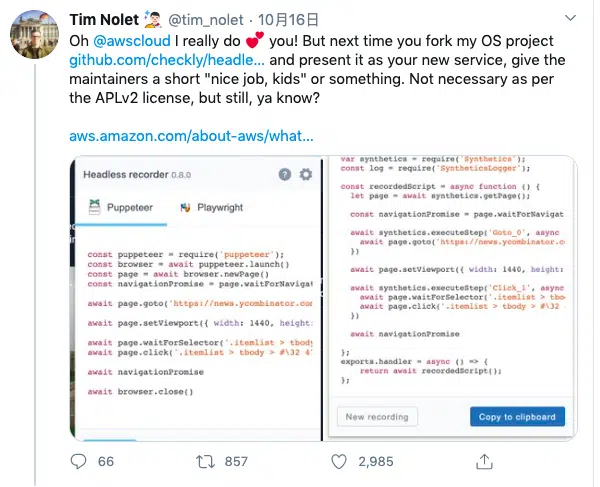 Tim Nolet @tim_nolet · 10月16日
Oh @awscloud I really do 💕 you! But next time you fork my OS project
github.com/checkly/headle... and present it as your new service, give the
maintainers a short "nice job, kids" or something. Not necessary as per
the APLv2 license, but still, ya know?
aws.amazon.com/about-aws/what...
Headless recorder 0.8.0
Puppeteer
Playwright
const puppeteer = require('puppeteer');
const browser = await puppeteer.launch()
const page = await browser.newPage()
const navigationPromise = page.waitForNavigat
await page.goto('https://news.ycombinator.com
await page.setViewport({ width: 1440, height:
await page.waitForSelector('.itemlist > tbody
await page.click('.itemlist > tbody > #\32 4
await navigationPromise
await browser.close()
var synthetics = require('Synthetics');
const log = require('SyntheticsLogger');
const recordedScript = async function () {
let page = await synthetics.getPage();
const navigationPromise = page.waitForNavigat
await synthetics.executeStep('Goto_0', async
await page.goto('https://news.ycombinator.co
})
await page.setViewport({ width: 1440, height:
await synthetics.executeStep('Click_1', async
await page.waitForSelector('.itemlist > tbo
await page.click('.itemlist > tbody > #\32
})
await navigationPromise
};
exports.handler = async () => {
return await recordedScript();
};
New recording
Copy to clipboard
66
857
2,985